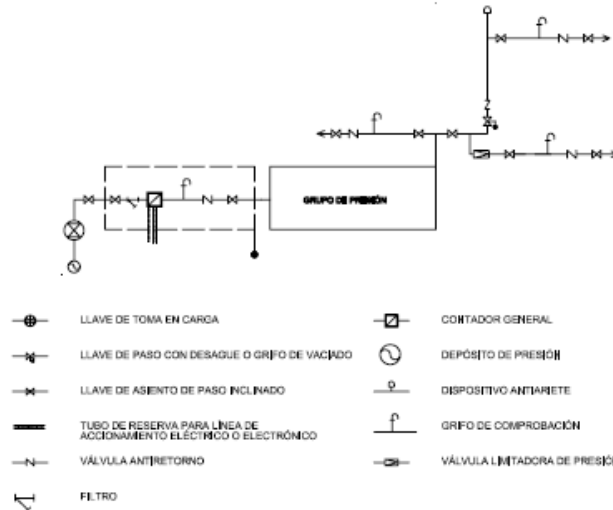 GRUPO DE PRESIÓN
LLAVE DE TOMA EN CARGA
CONTADOR GENERAL
LLAVE DE PASO CON DESAGUE O GRIFO DE VACIADO
DEPÓSITO DE PRESIÓN
LLAVE DE ASIENTO DE PASO INCLINADO
DISPOSITIVO ANTIARIETE
TUBO DE RESERVA PARA LÍNEA DE
ACCIONAMIENTO ELÉCTRICO O ELECTRÓNICO
GRIFO DE COMPROBACIÓN
VÁLVULA ANTIRETORNO
VÁLVULA LIMITADORA DE PRESIÓ
FILTRO